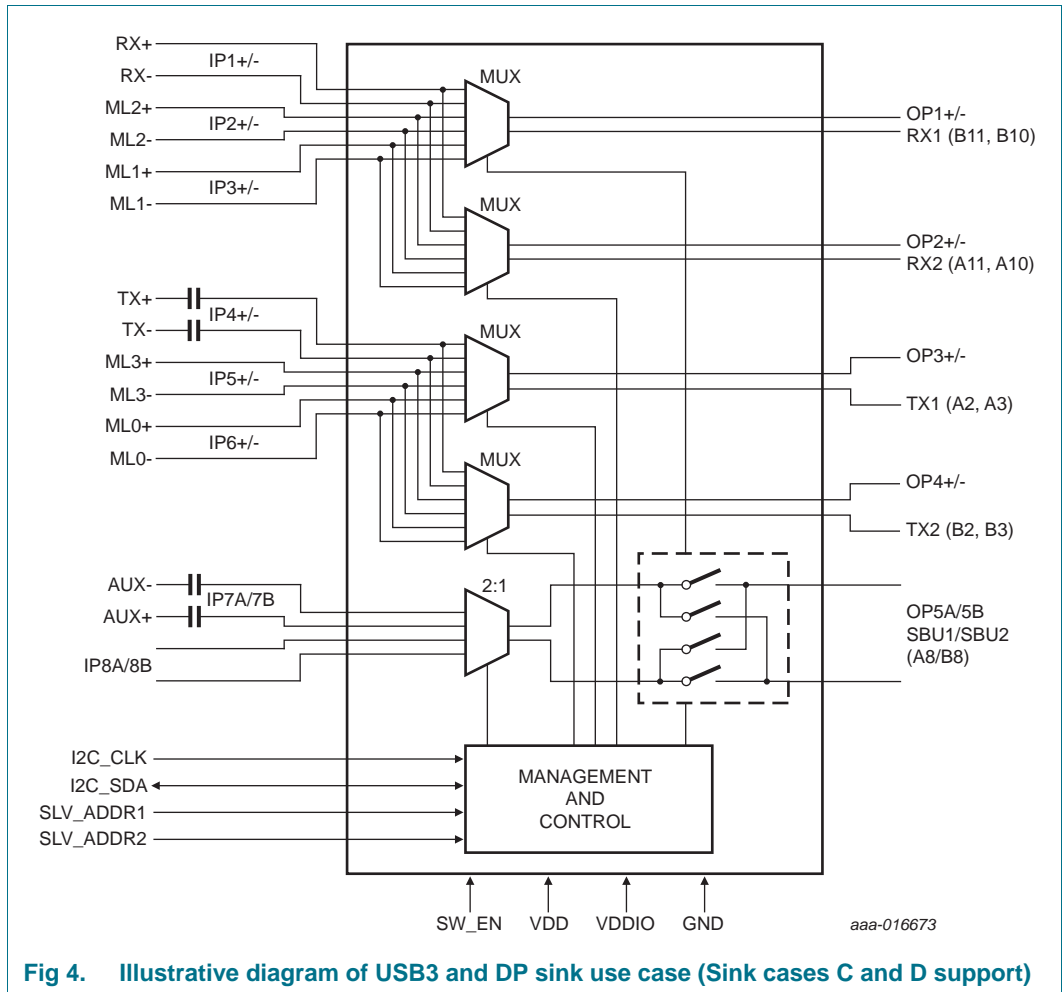 RX+
IP1+/-
RX-
ML2+
IP2+/-
ML2-
ML1+
IP3+/-
ML1-
MUX
OP1+/-
RX1 (B11, B10)
MUX
OP2+/-
RX2 (A11, A10)
TX+
IP4+/-
TX-
ML3+
IP5+/-
ML3-
ML0+
IP6+/-
ML0-
MUX
OP3+/-
TX1 (A2, A3)
MUX
OP4+/-
TX2 (B2, B3)
AUX-
IP7A/7B
AUX+
IP8A/8B
2:1
OP5A/5B
SBU1/SBU2
(A8/B8)
I2C_CLK
I2C_SDA
SLV_ADDR1
SLV_ADDR2
MANAGEMENT
AND
CONTROL
SW_EN VDD VDDIO GND
aaa-016673
Fig 4. Illustrative diagram of USB3 and DP sink use case (Sink cases C and D support)